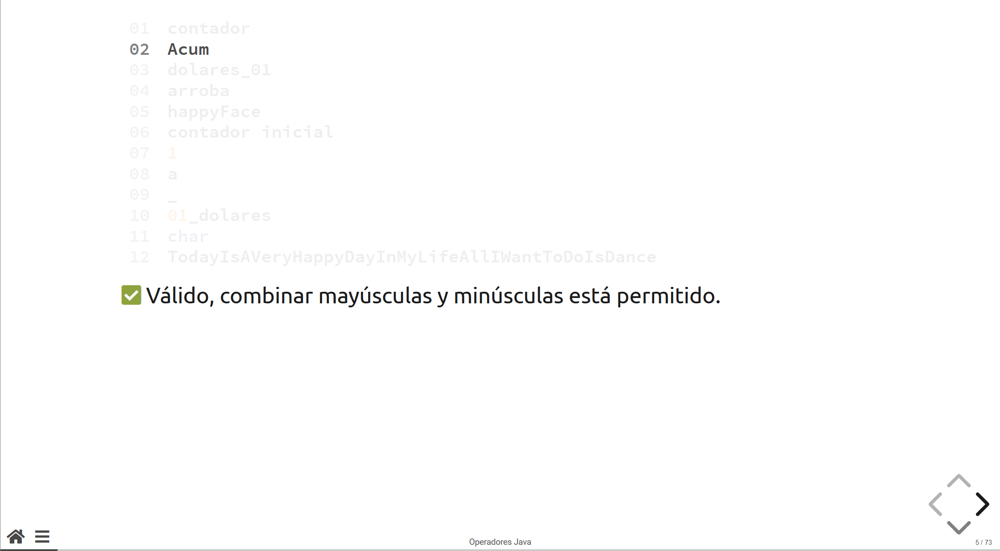 01 contador
02 Acum
03 dolares_01
04 arroba
05 happyFace
06 contador inicial
07 1
08 a
09 _
10 01_dolares
11 char
12 TodayIsAVeryHappyDayInMyLifeAllIWantToDoIsDance
Válido, combinar mayúsculas y minúsculas está permitido.
Operadores Java
5 / 73